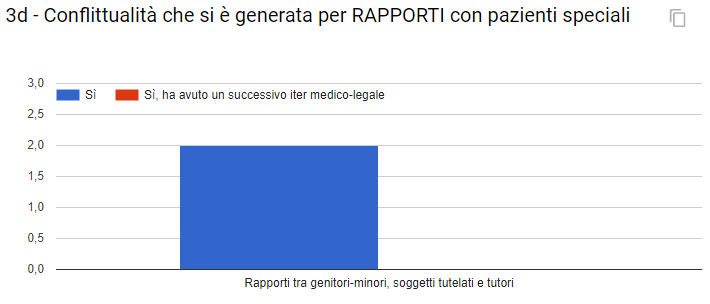 3d - Conflittualità che si è generata per RAPPORTI con pazienti speciali
3,0
Sì
Sì, ha avuto un successivo iter medico-legale
2,5
2,0
1,5
1,0
0,5
0,0
Rapporti tra genitori-minori, soggetti tutelati e tutori